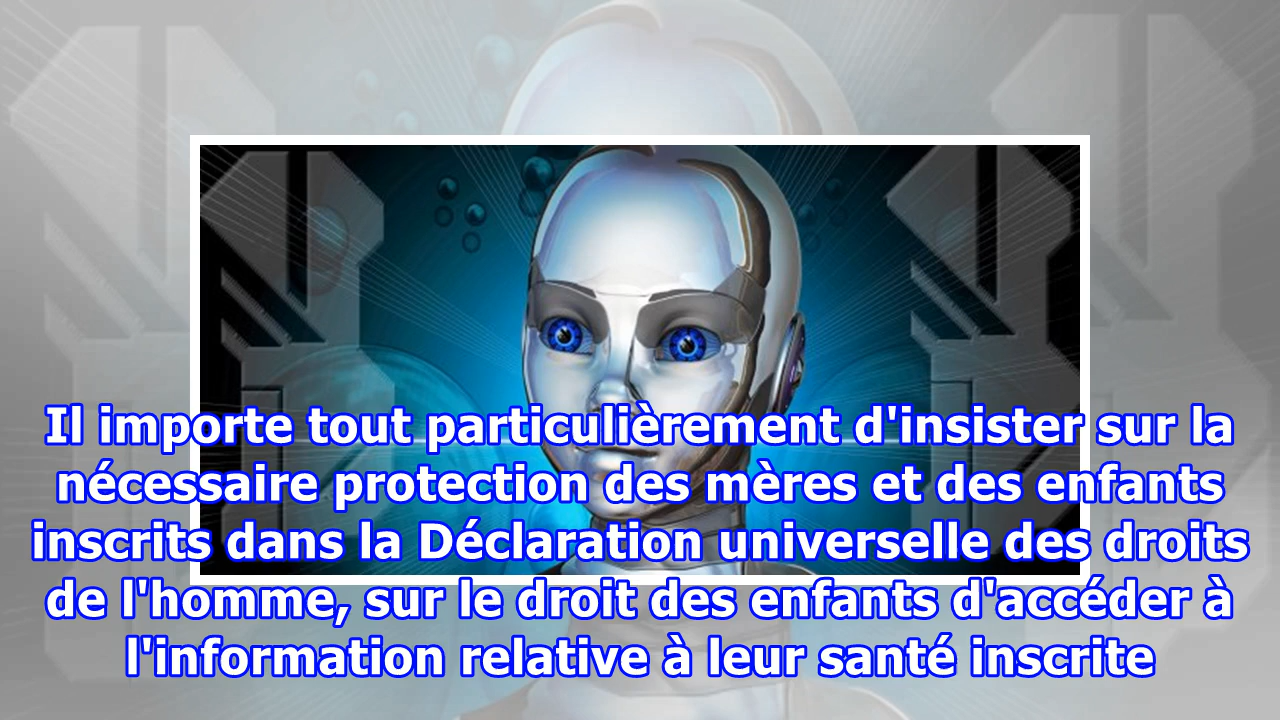 Il importe tout particulièrement d'insister sur la
nécessaire protection des mères et des enfants
inscrits dans la Déclaration universelle des droits
de l'homme, sur le droit des enfants d'accéder à
l'information relative à leur santé inscrite